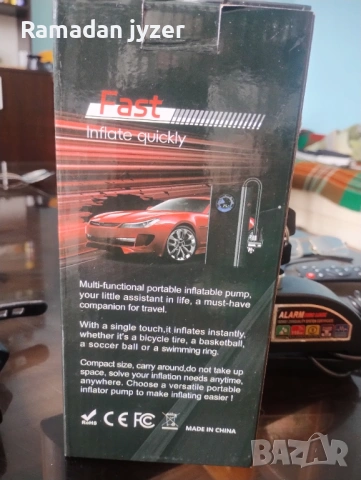 Ramadan jyzer
Fast
Inflate quickly
Multi-functional portable inflatable pump,
your little assistant in life, a must-have
companion for travel.
With a single touch,it inflates instantly,
whether it's a bicycle tire, a basketball,
a soccer ball or a swimming ring.
Compact size, carry around,do not take up
space, solve your inflation needs anytime,
anywhere. Choose a versatile portable
inflator pump to make inflating easier !
RoHS CE FC MADE IN CHINA
ALARM
BAZAR